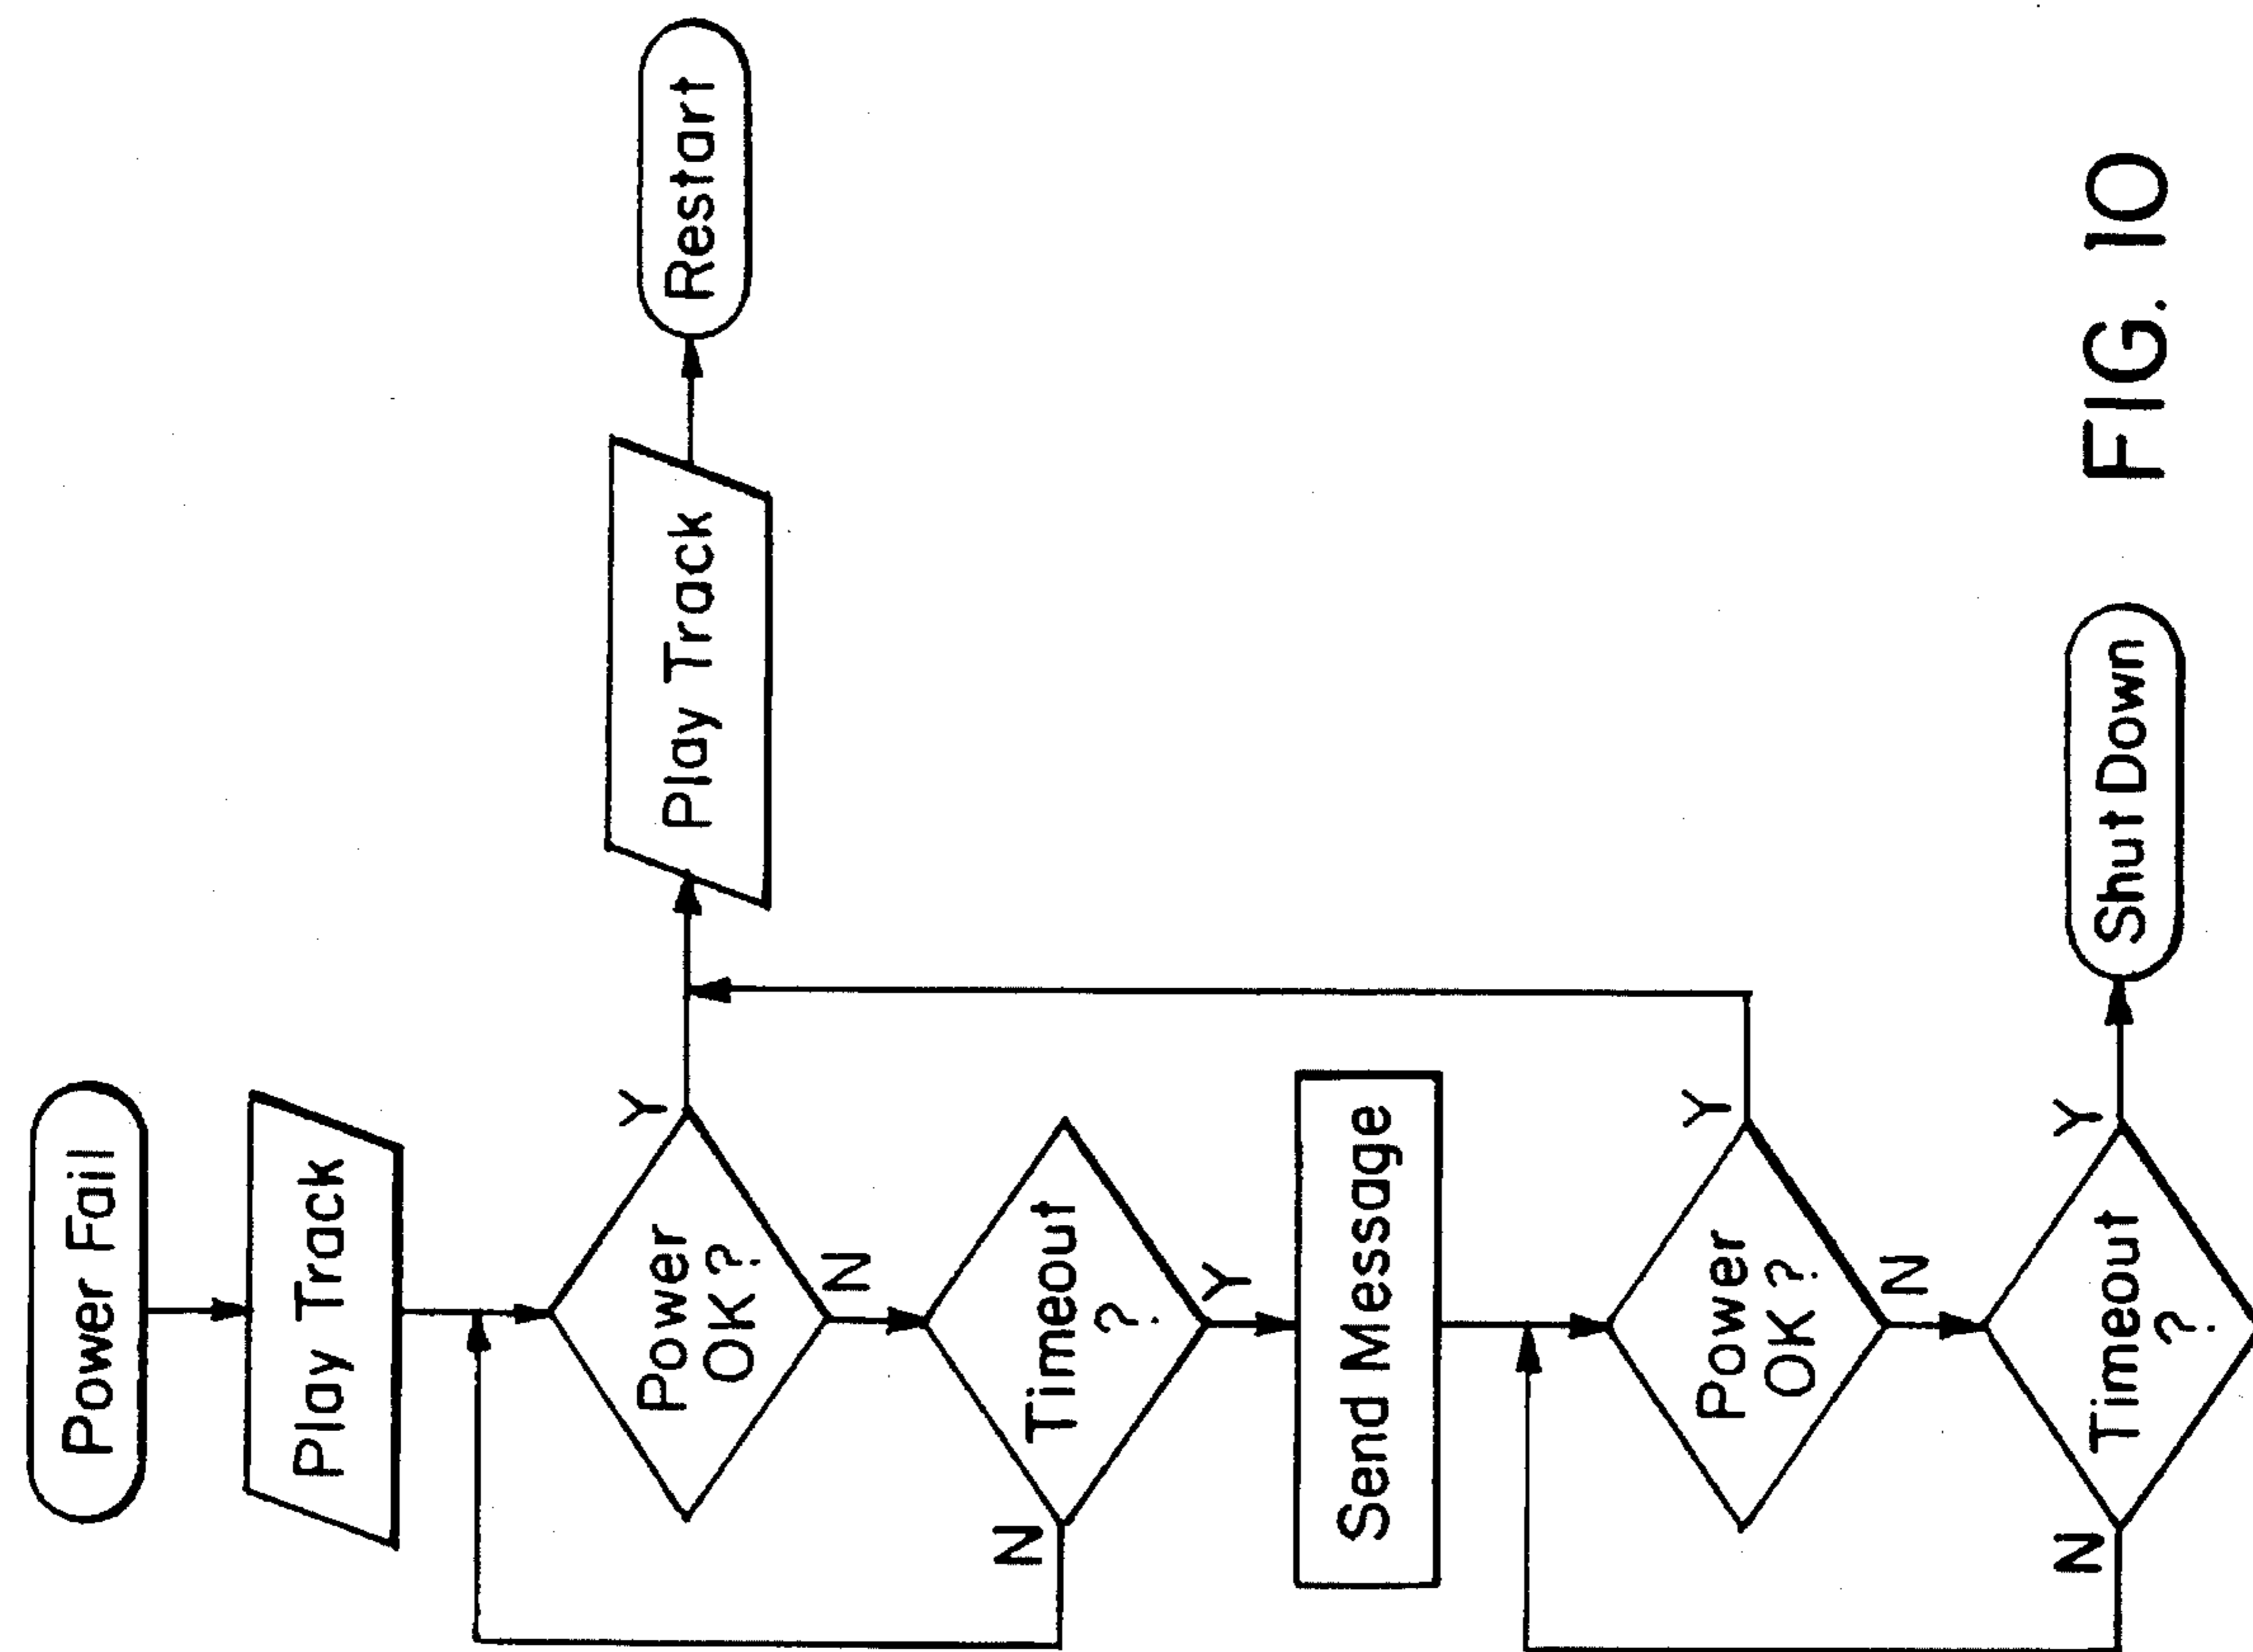 Power Fail
Play Track
Power
OK?
Y
N
Play Track
Restart
Timeout
?
N
Y
Send Message
Power
OK?
Y
N
Timeout
?
N
Y
Shut Down
FIG. 10